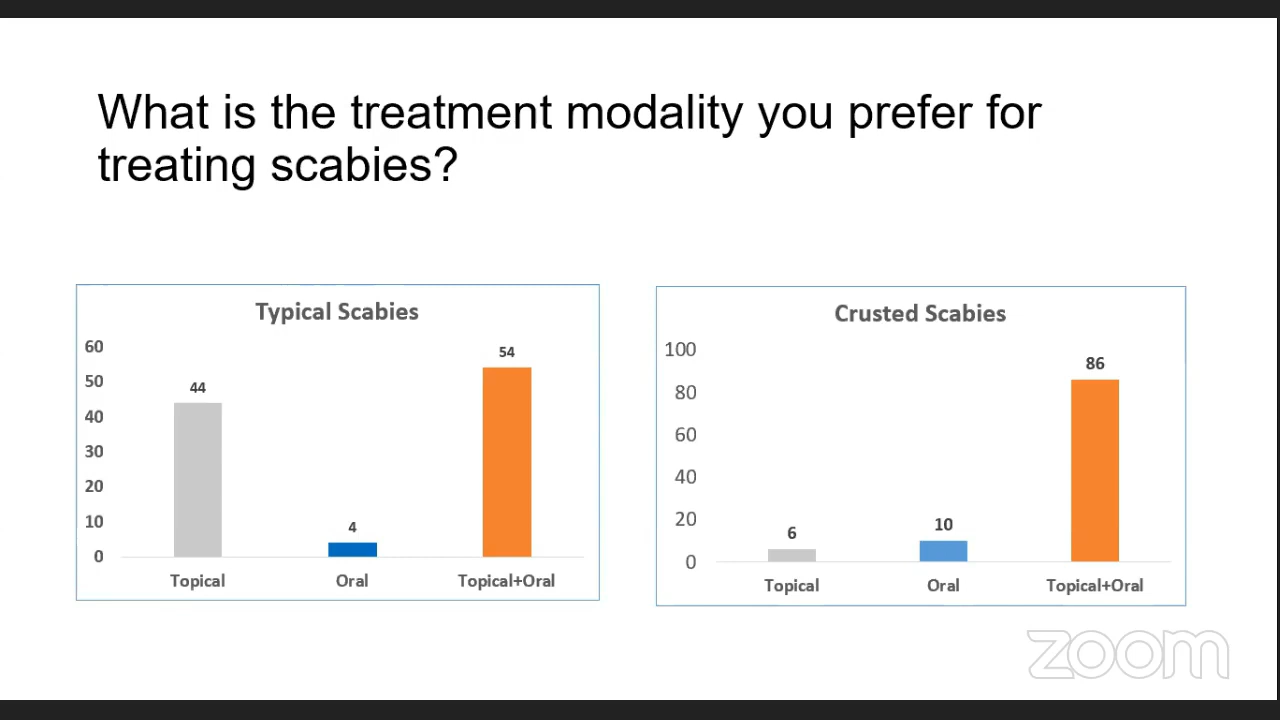 What is the treatment modality you prefer for
treating scabies?
Typical Scabies
60
50
40
30
20
10
0
44
4
54
Topical
Oral
Topical+Oral
Crusted Scabies
100
80
60
40
20
0
6
10
86
Topical
Oral
Topical+Oral
zoom